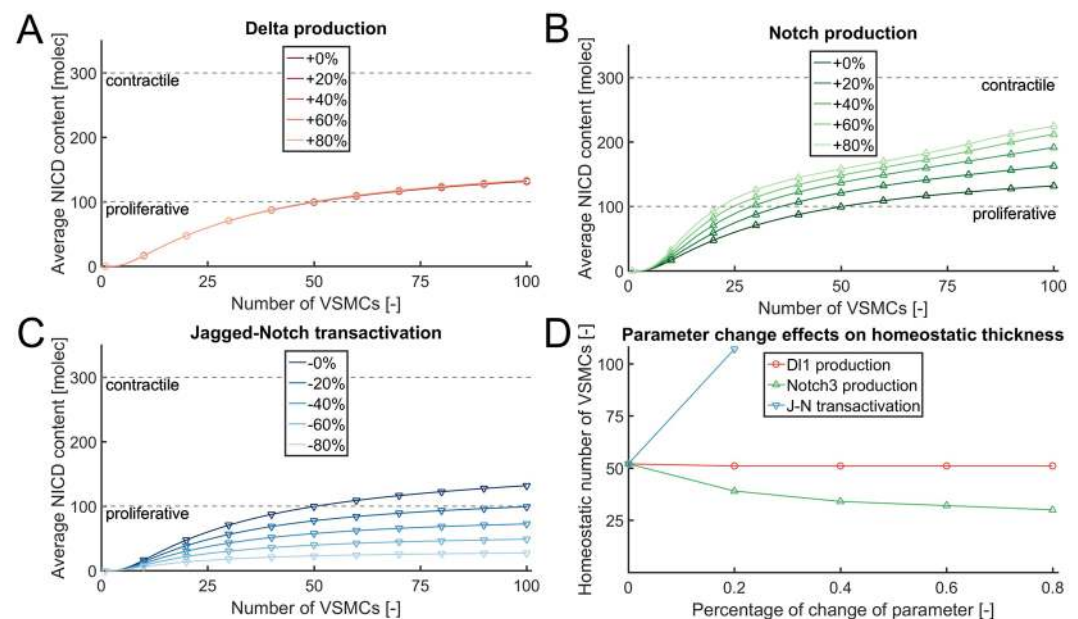 A
Delta production
Average NICD content [molec]
300
200
100
0
contractile
proliferative
+0%
+20%
+40%
+60%
+80%
0
25
50
75
100
Number of VSMCs [-]
B
Notch production
Average NICD content [molec]
300
200
100
0
contractile
proliferative
+0%
+20%
+40%
+60%
+80%
0
25
50
75
100
Number of VSMCs [-]
C
Jagged-Notch transactivation
Average NICD content [molec]
300
200
100
0
contractile
proliferative
-0%
-20%
-40%
-60%
-80%
0
25
50
75
100
Number of VSMCs [-]
D
Parameter change effects on homeostatic thickness
Homeostatic number of VSMCs [-]
100
75
50
25
Dl1 production
Notch3 production
J-N transactivation
0
0.2
0.4
0.6
0.8
Percentage of change of parameter [-]